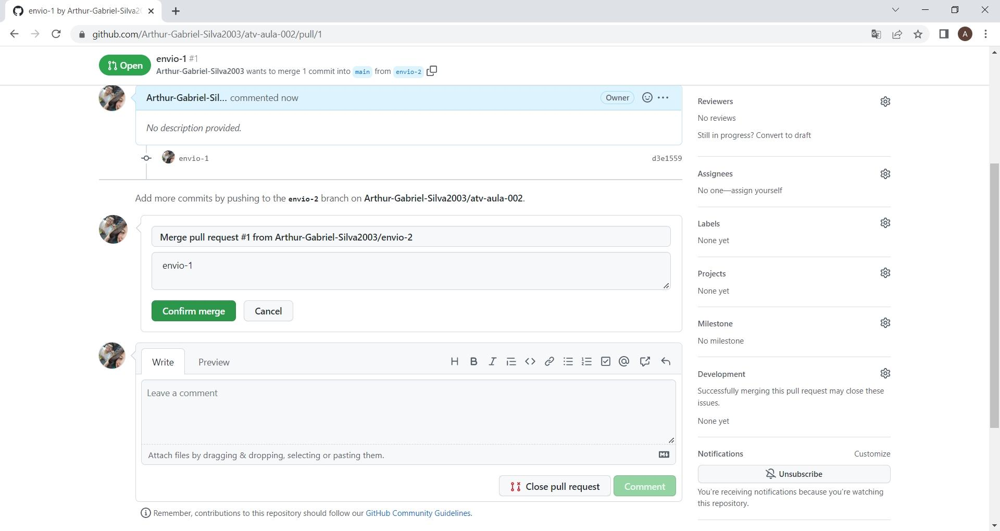 envio-1 by Arthur-Gabriel-Silva20
github.com/Arthur-Gabriel-Silva2003/atv-aula-002/pull/1
A
Open
envio-1 #1
Arthur-Gabriel-Silva2003 wants to merge 1 commit into main from envio-2
Arthur-Gabriel-Sil... commented now
Owner
No description provided.
envio-1
d3e1559
Add more commits by pushing to the envio-2 branch on Arthur-Gabriel-Silva2003/atv-aula-002.
Merge pull request #1 from Arthur-Gabriel-Silva2003/envio-2
envio-1
Confirm merge
Cancel
Write
Preview
Leave a comment
Attach files by dragging & dropping, selecting or pasting them.
Close pull request
Comment
Remember, contributions to this repository should follow our GitHub Community Guidelines.
Reviewers
No reviews
Still in progress? Convert to draft
Assignees
No one—assign yourself
Labels
None yet
Projects
None yet
Milestone
No milestone
Development
Successfully merging this pull request may close these
issues.
None yet
Notifications
Customize
Unsubscribe
You're receiving notifications because you're watching
this repository.